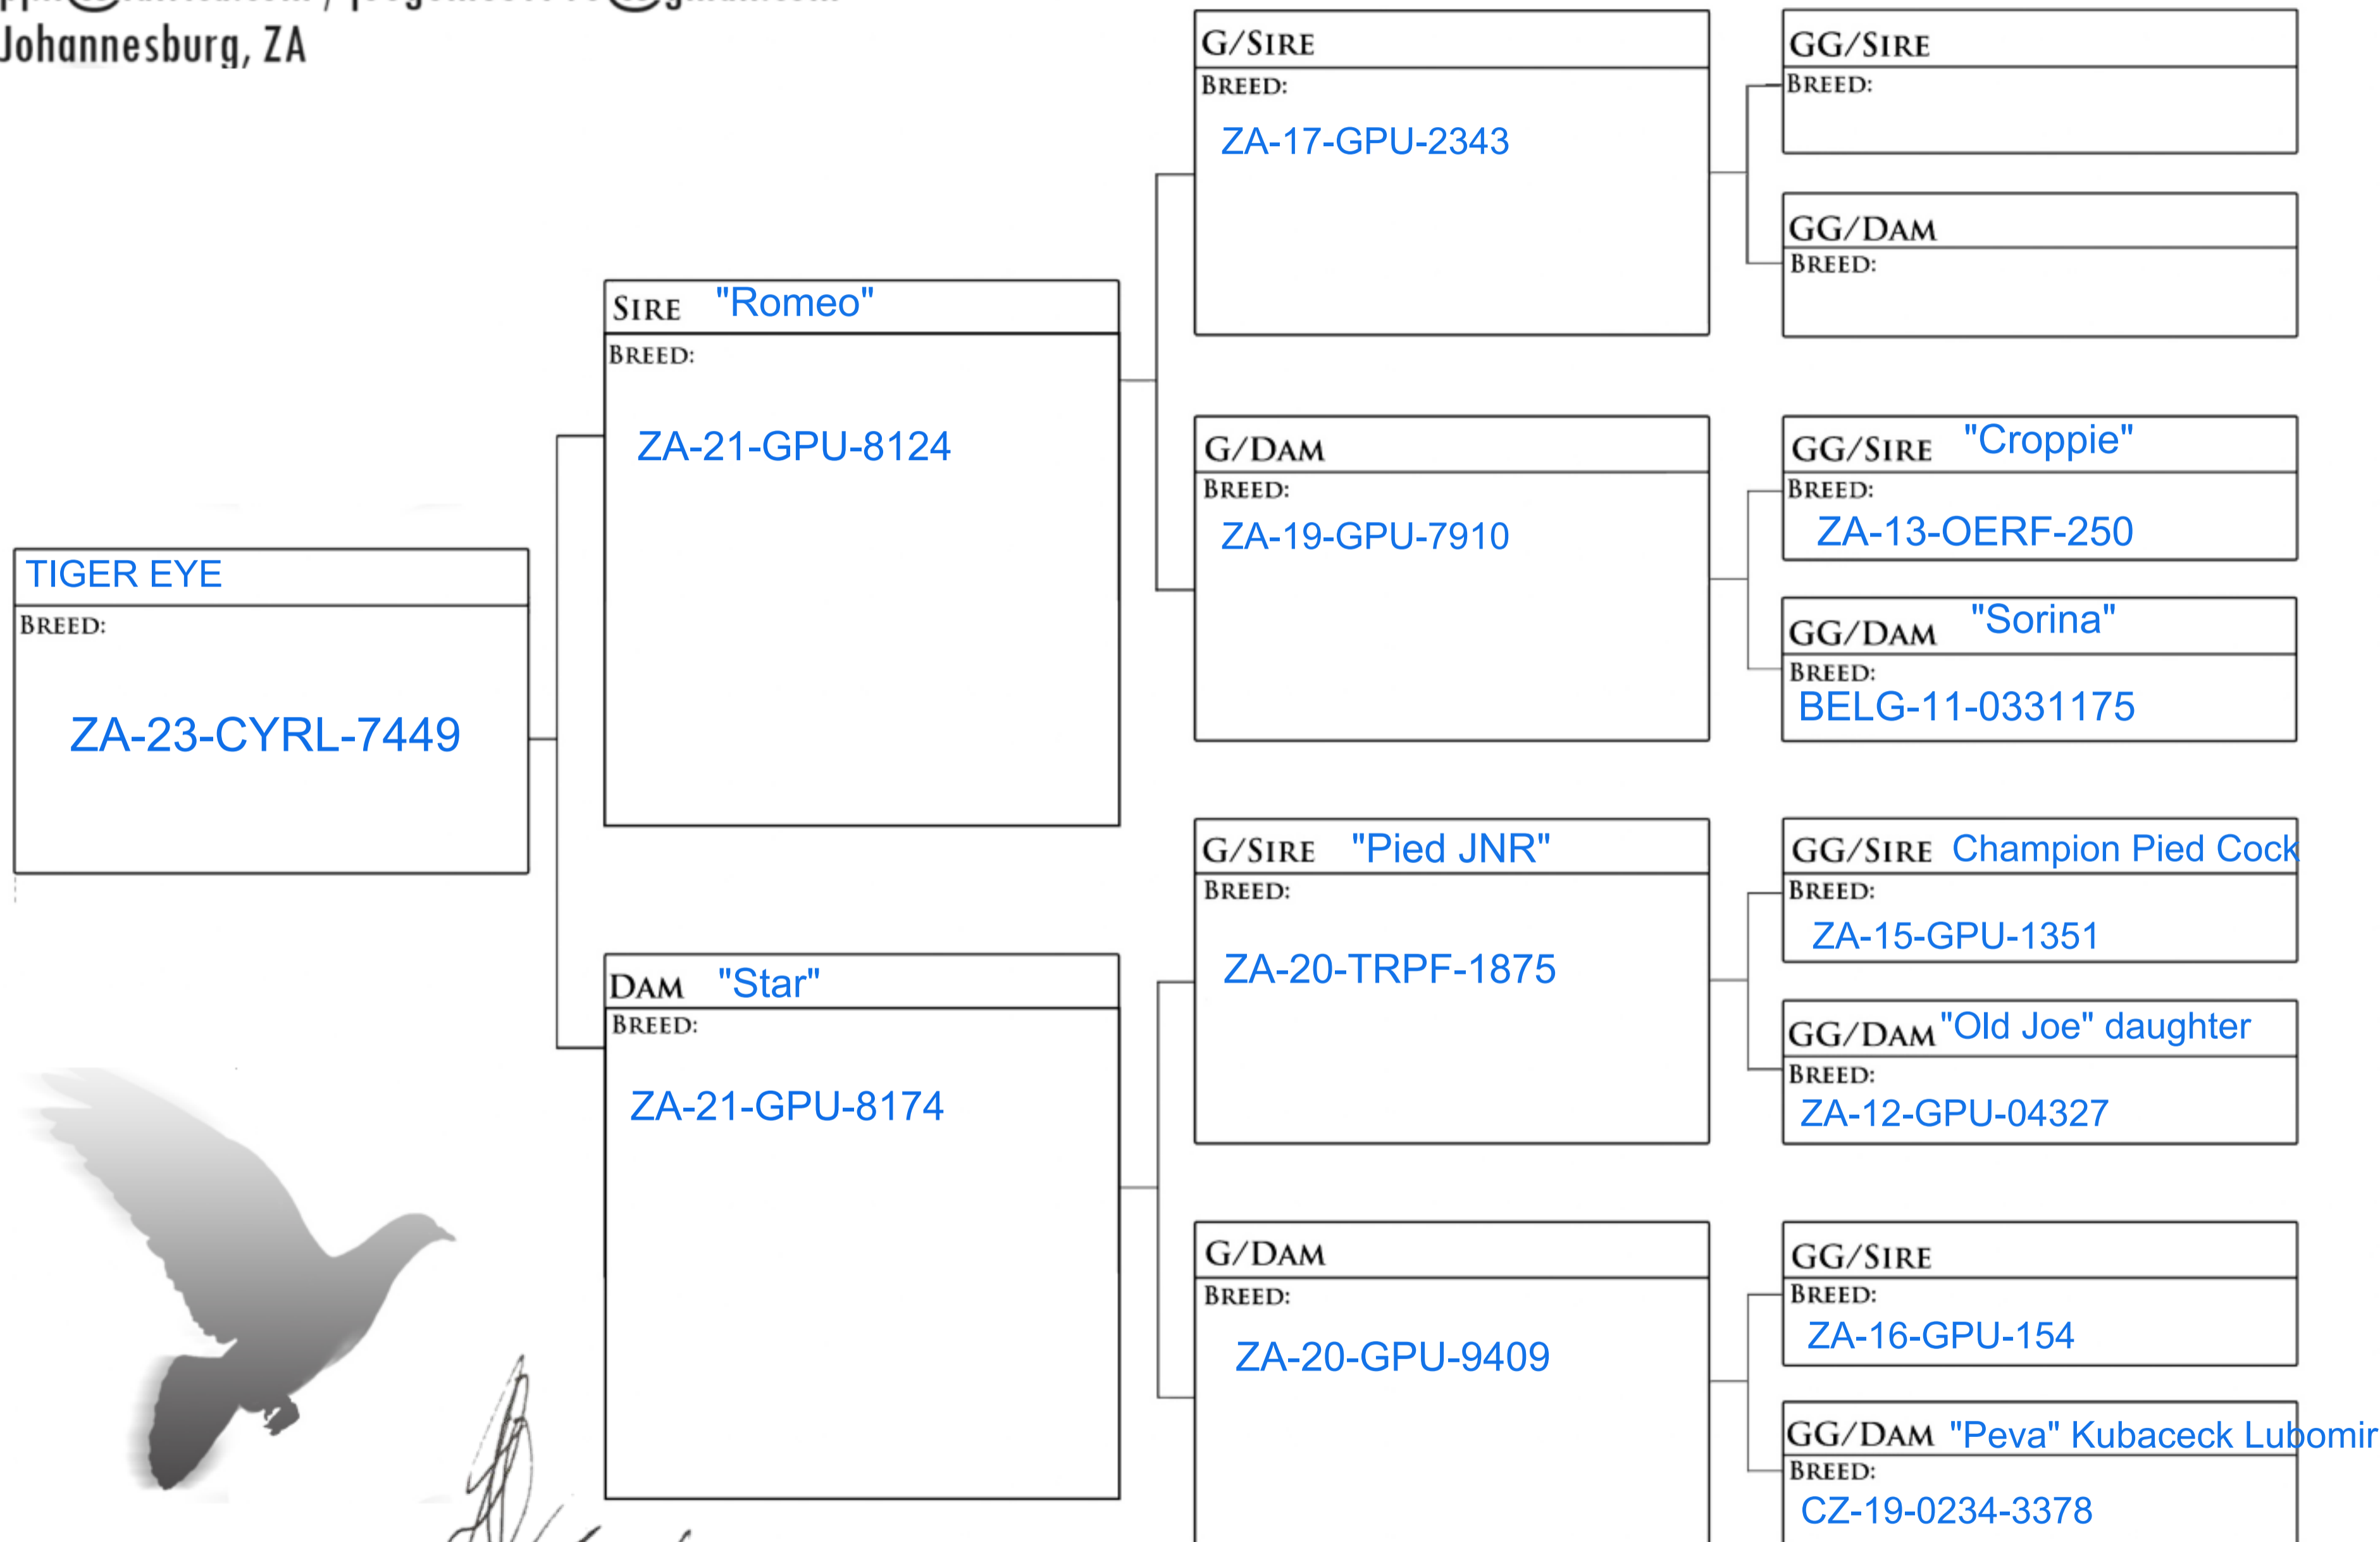 Johannesburg, ZA
G/SIRE
BREED:
ZA-17-GPU-2343
GG/SIRE
BREED:
GG/DAM
BREED:
SIRE "Romeo"
BREED:
ZA-21-GPU-8124
G/DAM
BREED:
ZA-19-GPU-7910
GG/SIRE "Croppie"
BREED:
ZA-13-OERF-250
GG/DAM "Sorina"
BREED:
BELG-11-0331175
TIGER EYE
BREED:
ZA-23-CYRL-7449
G/SIRE "Pied JNR"
BREED:
ZA-20-TRPF-1875
GG/SIRE Champion Pied Cock
BREED:
ZA-15-GPU-1351
GG/DAM "Old Joe" daughter
BREED:
ZA-12-GPU-04327
DAM "Star"
BREED:
ZA-21-GPU-8174
G/DAM
BREED:
ZA-20-GPU-9409
GG/SIRE
BREED:
ZA-16-GPU-154
GG/DAM "Peva" Kubaceck Lubomir
BREED:
CZ-19-0234-3378